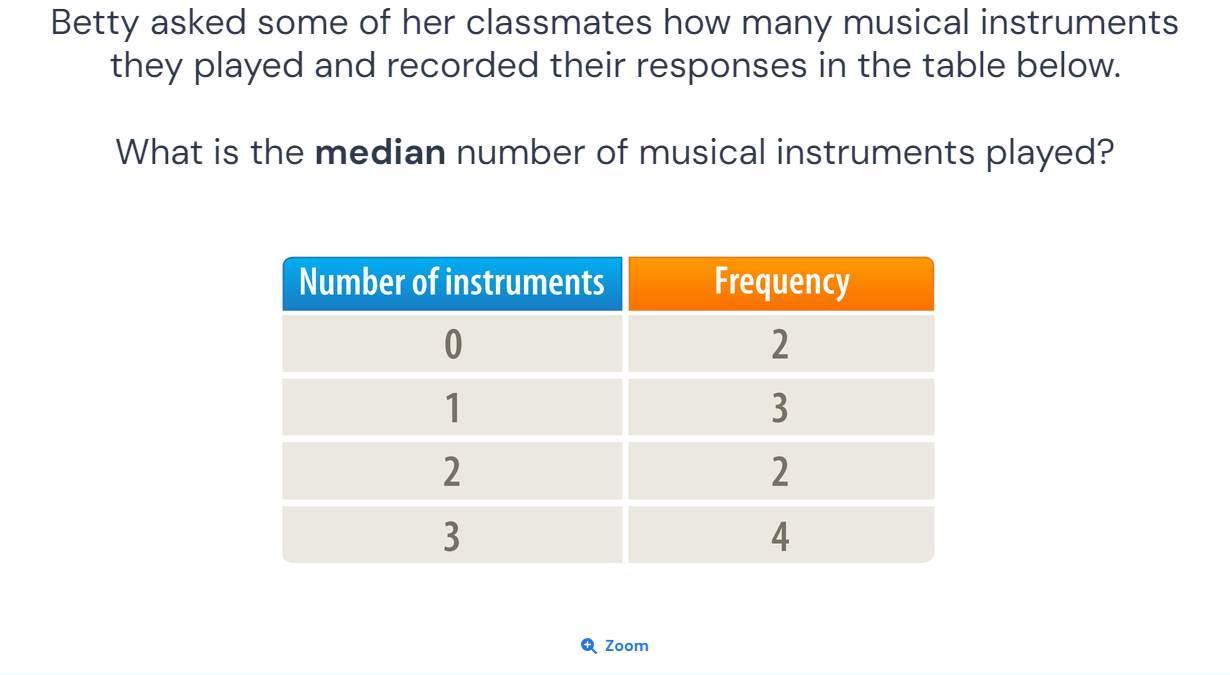 Betty asked some of her classmates how many musical instruments
they played and recorded their responses in the table below.
What is the median number of musical instruments played?
Number of instruments Frequency
0 2
1 3
2 2
3 4
Zoom